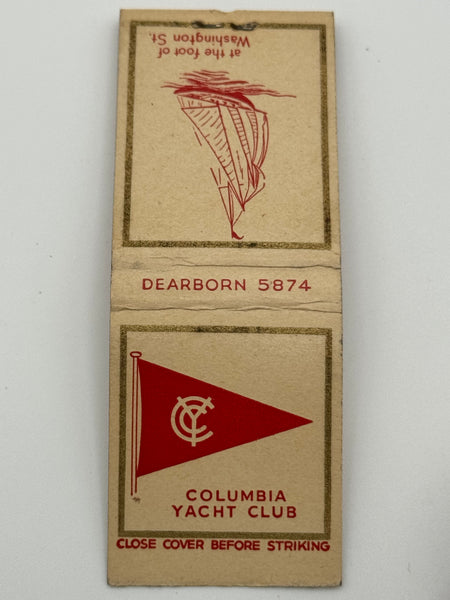 at the foot of
Washington St.
DEARBORN 5874
CYC
COLUMBIA
YACHT CLUB
CLOSE COVER BEFORE STRIKING